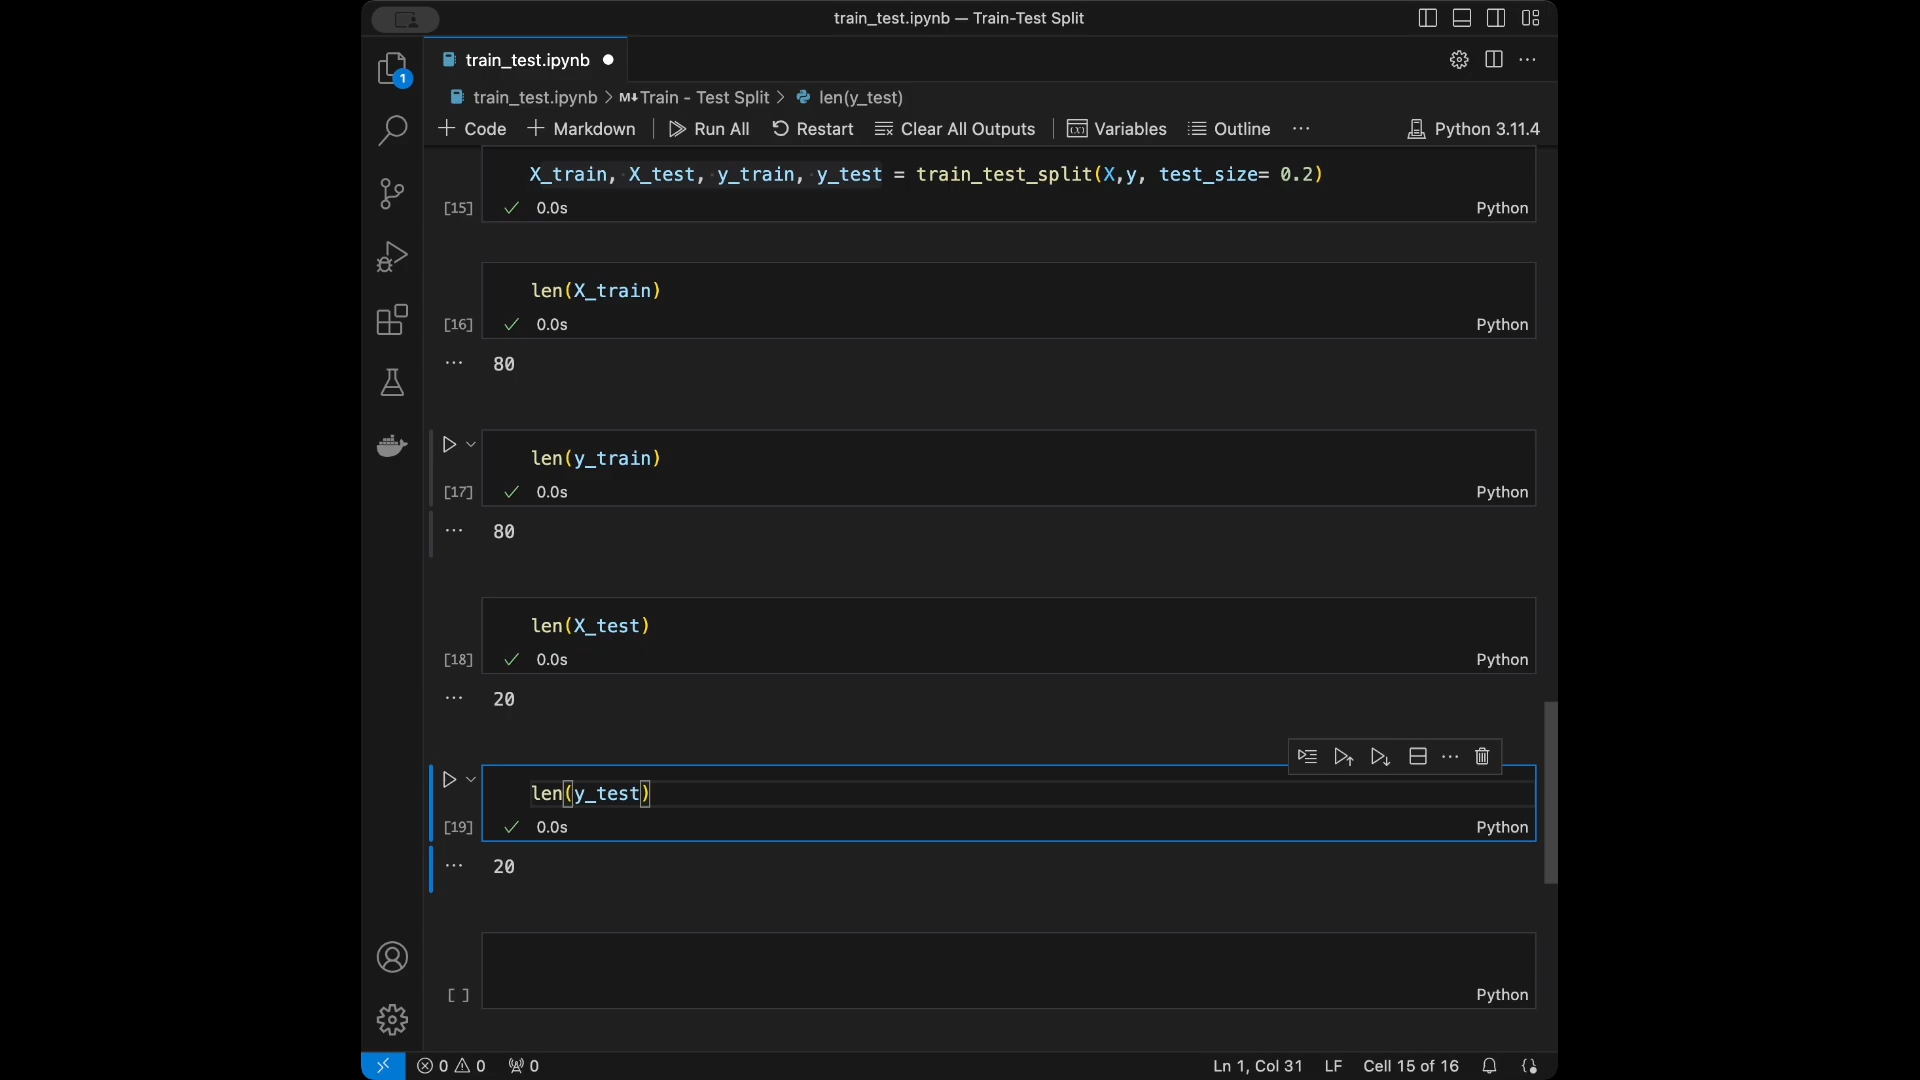 train_test.ipynb — Train-Test Split
1
train_test.ipynb
train_test.ipynb > M↓Train - Test Split > len(y_test)
+ Code + Markdown | Run All Restart Clear All Outputs | Variables Outline ... Python 3.11.4
X_train, X_test, y_train, y_test = train_test_split(X,y, test_size= 0.2)
[15] ✓ 0.0s Python
len(X_train)
[16] ✓ 0.0s Python
... 80
len(y_train)
[17] ✓ 0.0s Python
... 80
len(X_test)
[18] ✓ 0.0s Python
... 20
len(y_test)
[19] ✓ 0.0s Python
... 20
[ ] Python
0 0 0 Ln 1, Col 31 LF Cell 15 of 16